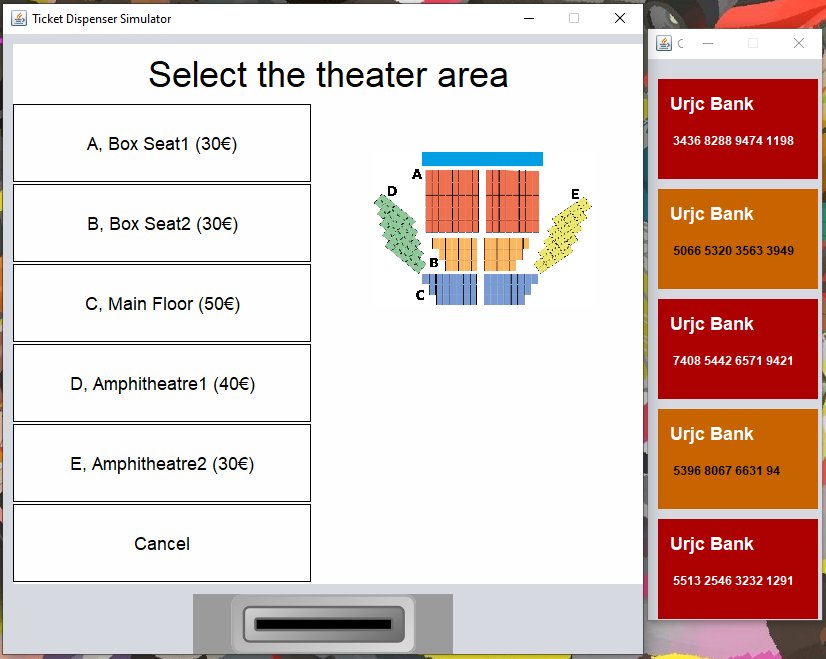 Ticket Dispenser Simulator
Select the theater area
A, Box Seat1 (30€)
B, Box Seat2 (30€)
C, Main Floor (50€)
D, Amphitheatre1 (40€)
E, Amphitheatre2 (30€)
Cancel
A
D
E
B
C
C
Urjc Bank
3436 8288 9474 1198
Urjc Bank
5066 5320 3563 3949
Urjc Bank
7408 5442 6571 9421
Urjc Bank
5396 8067 6631 94
Urjc Bank
5513 2546 3232 1291